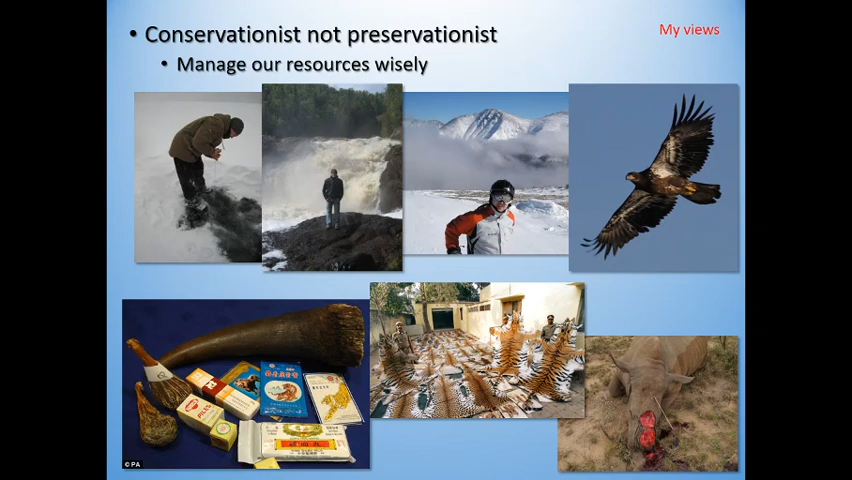 • Conservationist not preservationist
My views
• Manage our resources wisely
© PA